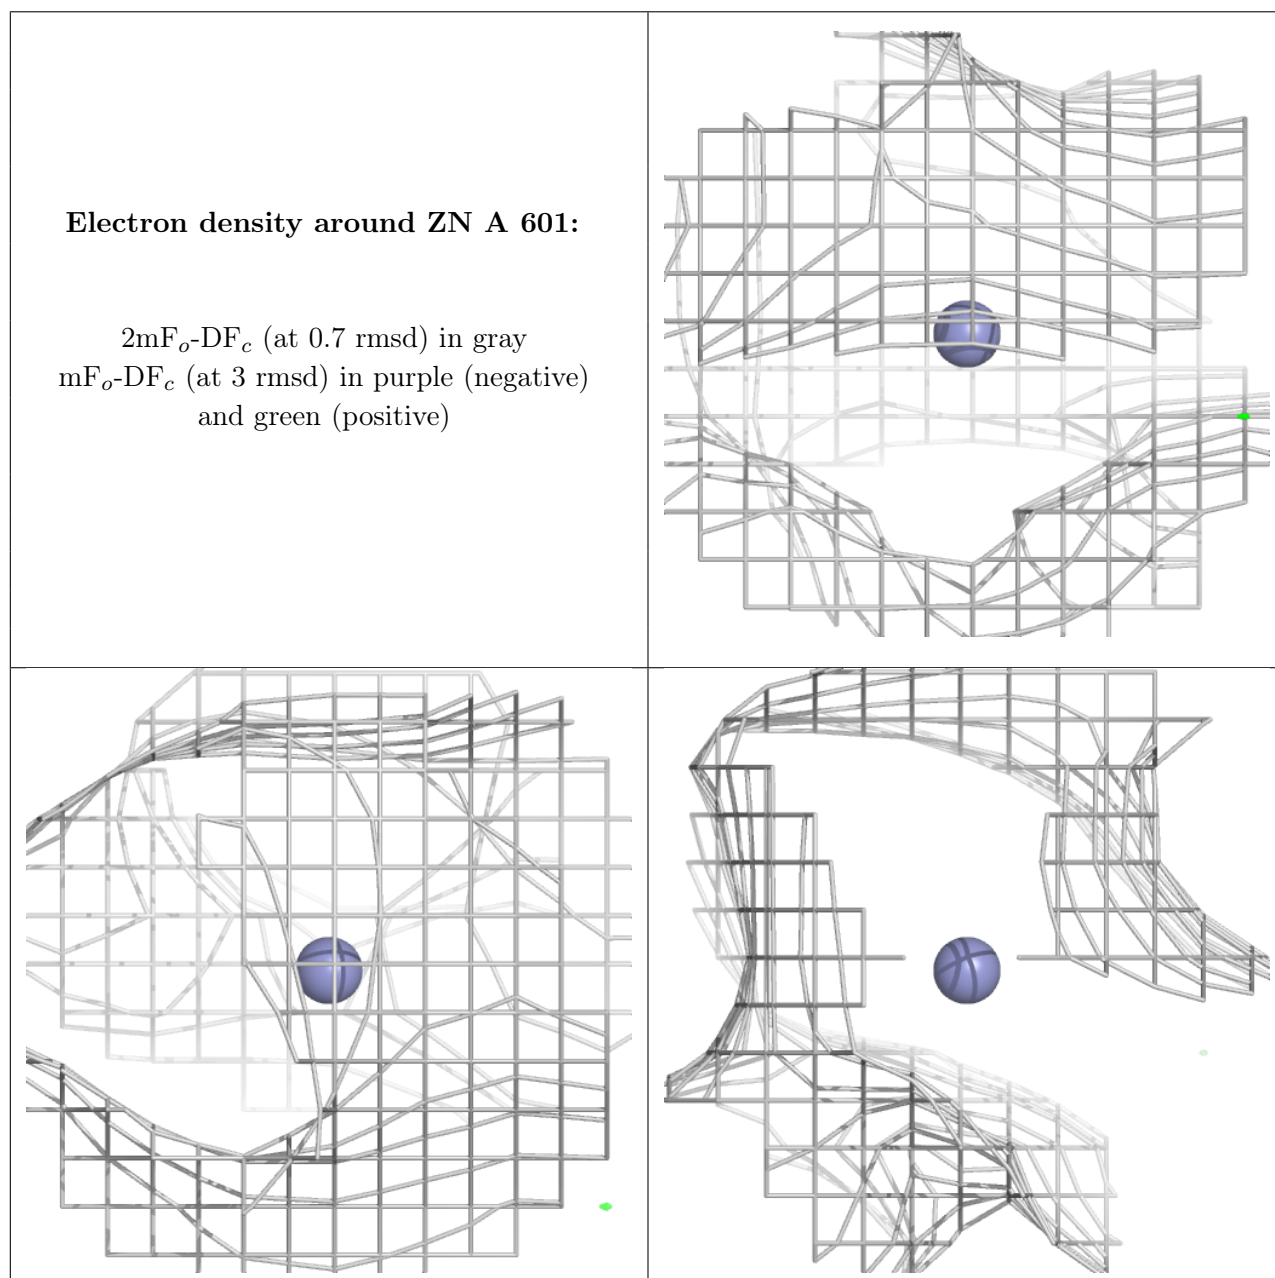 Electron density around ZN A 601:
2mFo-DFc (at 0.7 rmsd) in gray
mFo-DFc (at 3 rmsd) in purple (negative)
and green (positive)